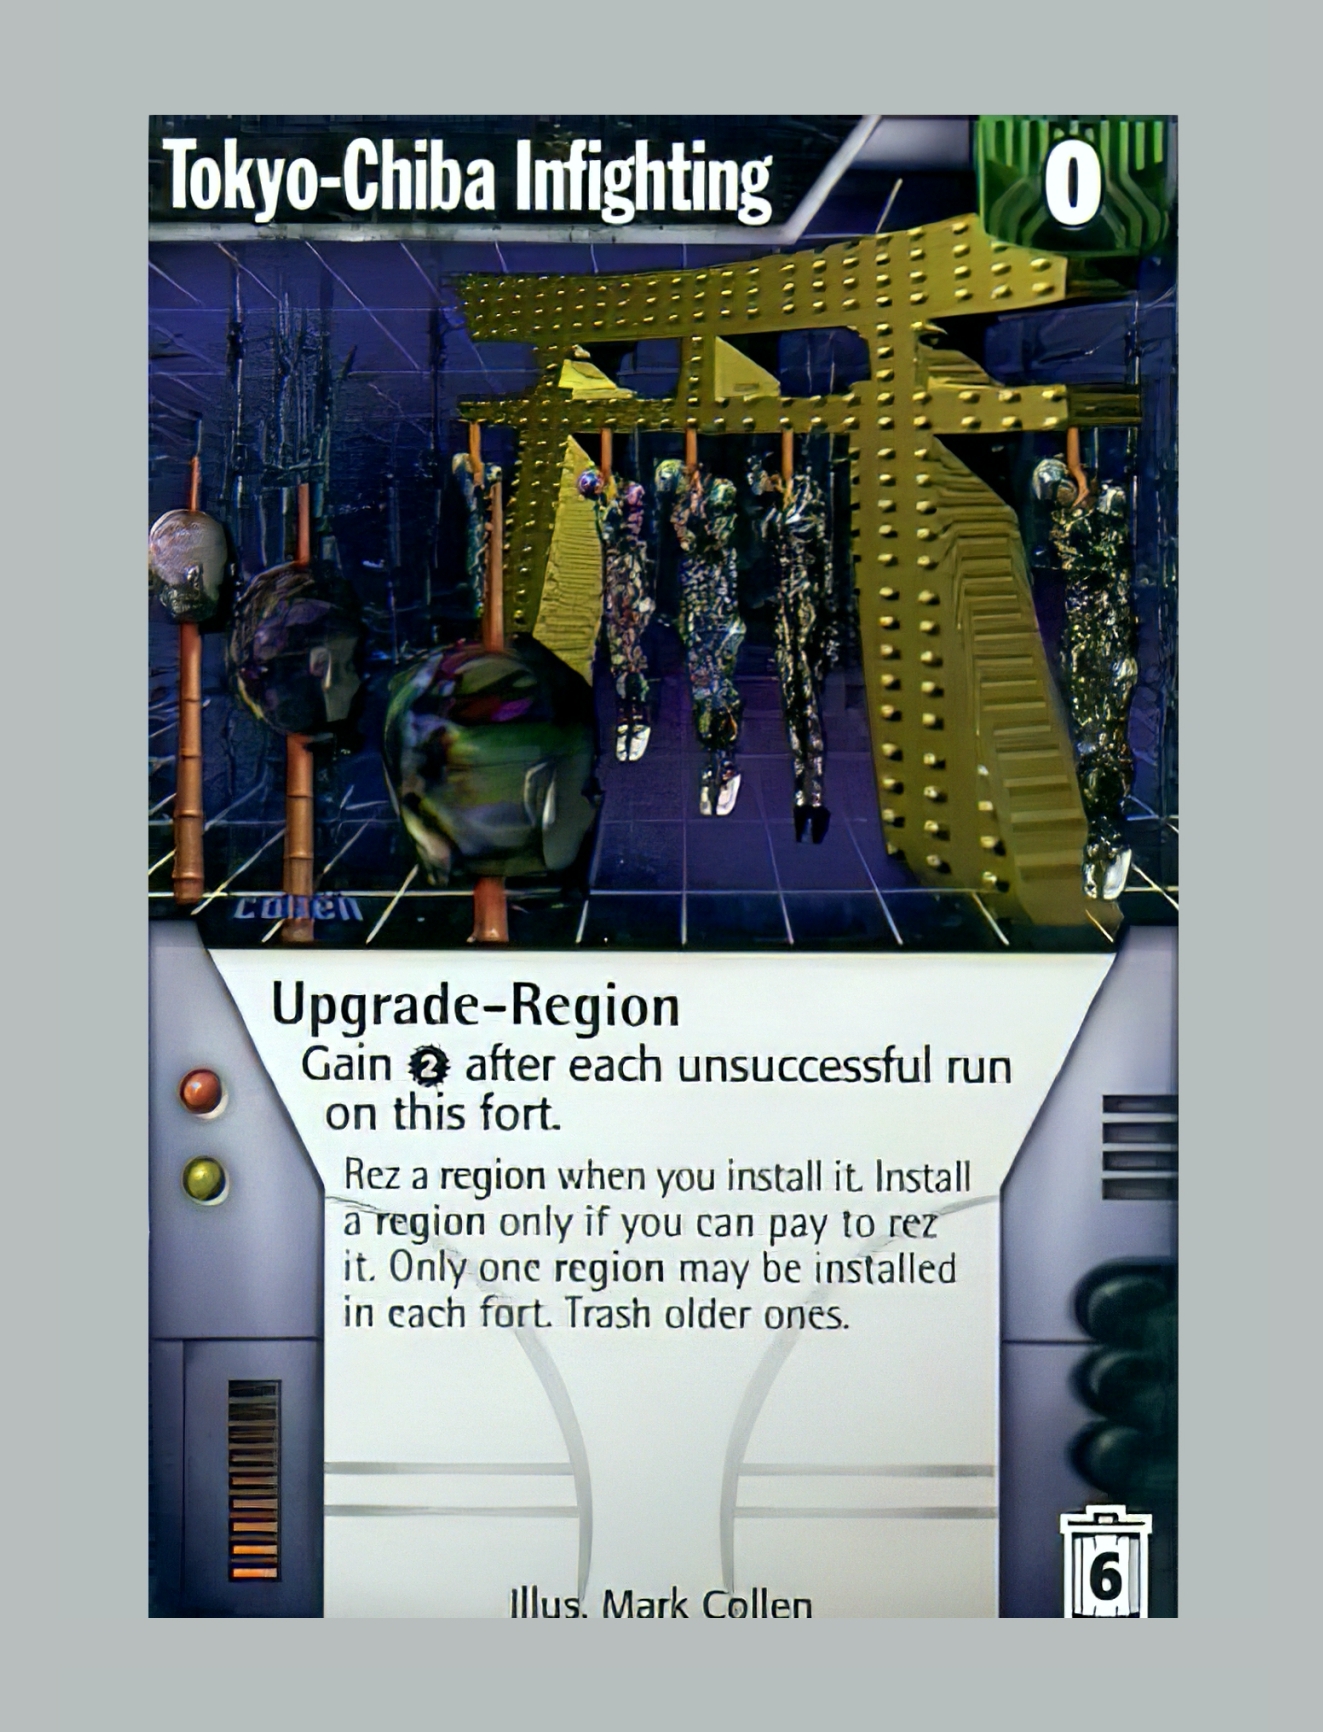 Tokyo-Chiba Infighting
0
collen
Upgrade-Region
Gain 2 after each unsuccessful run
on this fort.
Rez a region when you install it. Install
a region only if you can pay to rez
it. Only one region may be installed
in each fort. Trash older ones.
6
Illus. Mark Collen